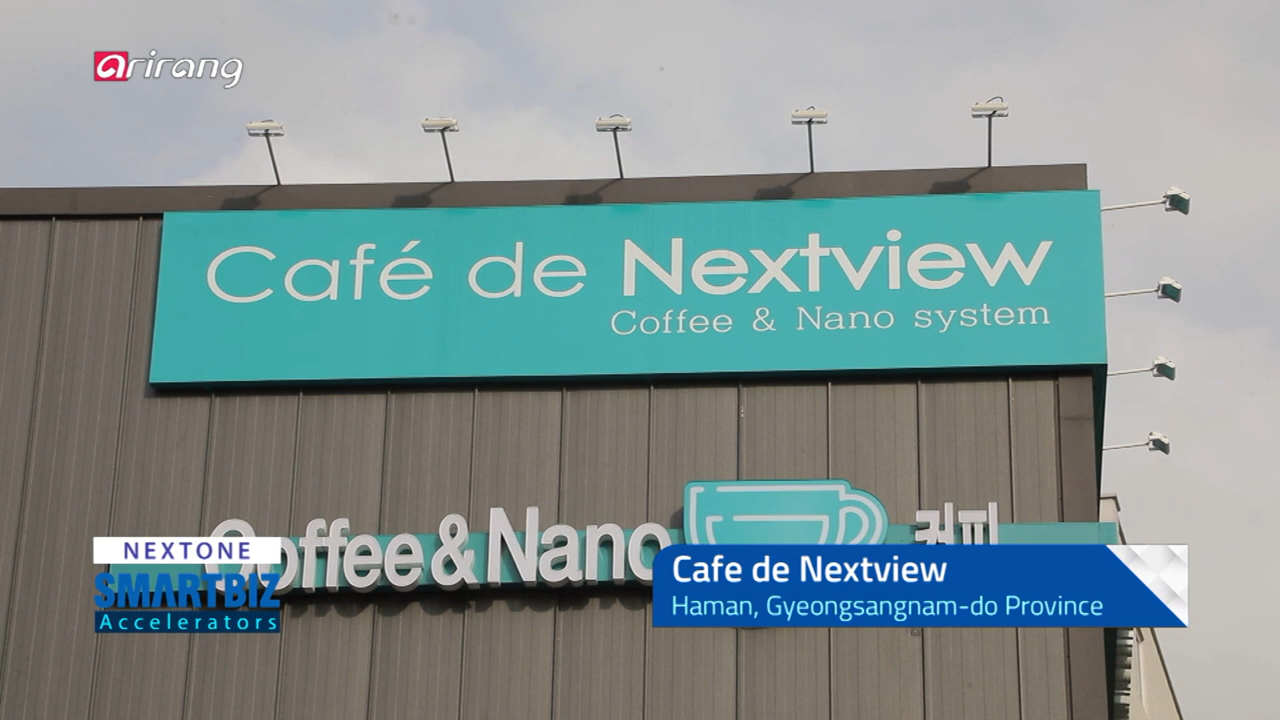 arirang
Café de Nextview
Coffee & Nano system
Coffee & Nano
커피
NEXTONE
SMARTBIZ
Accelerators
Cafe de Nextview
Haman, Gyeongsangnam-do Province